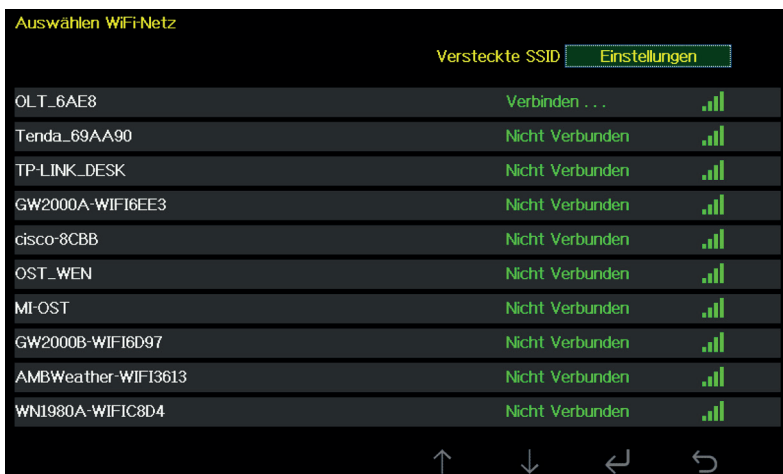 Auswählen WiFi-Netz
Versteckte SSID Einstellungen
OLT_6AE8 Verbinden . . .
Tenda_69AA90 Nicht Verbunden
TP-LINK_DESK Nicht Verbunden
GW2000A-WIFI6EE3 Nicht Verbunden
cisco-8CBB Nicht Verbunden
OST_WEN Nicht Verbunden
MI-OST Nicht Verbunden
GW2000B-WIFI6D97 Nicht Verbunden
AMBWeather-WIFI3613 Nicht Verbunden
WN1980A-WIFIC8D4 Nicht Verbunden